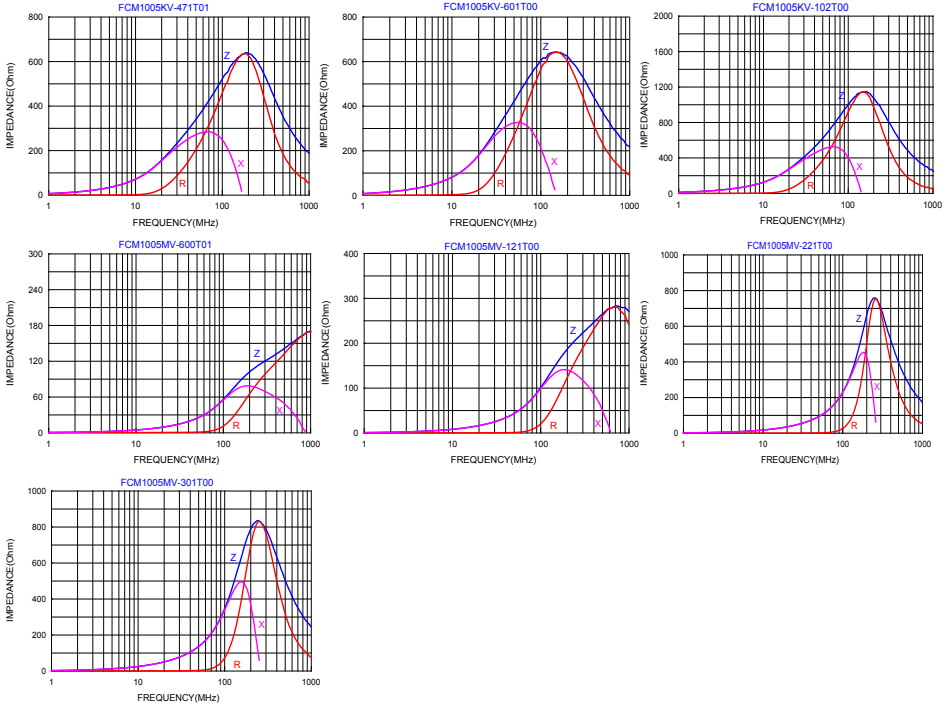 FCM1005KV-471T01
IMPEDANCE(Ohm)
800
600
400
200
0
Z
R
X
1
10
100
1000
FREQUENCY(MHz)
FCM1005KV-601T00
IMPEDANCE(Ohm)
800
600
400
200
0
Z
R
X
1
10
100
1000
FREQUENCY(MHz)
FCM1005KV-102T00
IMPEDANCE(Ohm)
2000
1600
1200
800
400
0
Z
R
X
1
10
100
1000
FREQUENCY(MHz)
FCM1005MV-600T01
IMPEDANCE(Ohm)
300
240
180
120
60
0
Z
R
X
1
10
100
1000
FREQUENCY(MHz)
FCM1005MV-121T00
IMPEDANCE(Ohm)
400
300
200
100
0
Z
R
X
1
10
100
1000
FREQUENCY(MHz)
FCM1005MV-221T00
IMPEDANCE(Ohm)
1000
800
600
400
200
0
Z
R
X
1
10
100
1000
FREQUENCY(MHz)
FCM1005MV-301T00
IMPEDANCE(Ohm)
1000
800
600
400
200
0
Z
R
X
1
10
100
1000
FREQUENCY(MHz)